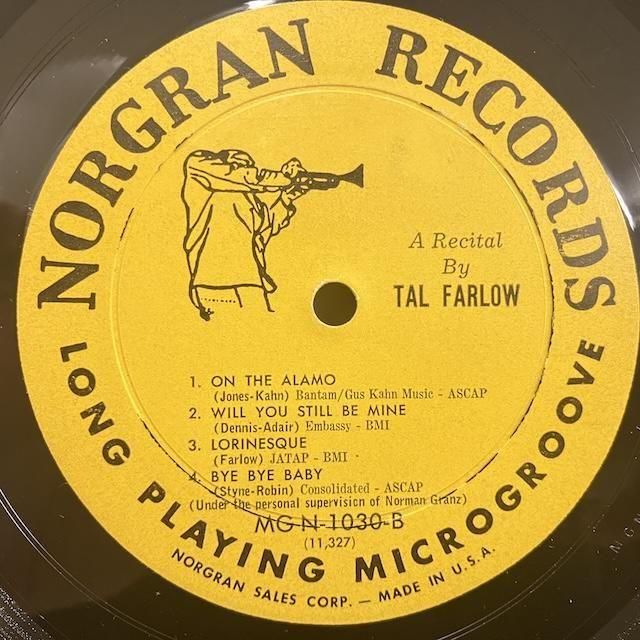 NORGRAN RECORDS
A Recital
By
TAL FARLOW
1. ON THE ALAMO
(Jones-Kahn) Bantam/Gus Kahn Music - ASCAP
2. WILL YOU STILL BE MINE
(Dennis-Adair) Embassy - BMI
3. LORINESQUE
(Farlow) JATAP - BMI
4. BYE BYE BABY
(Styne-Robin) Consolidated - ASCAP
(Under the personal supervision of Norman Granz)
MG N-1030-B
(11,327)
LONG PLAYING MICROGROOVE
NORGRAN SALES CORP. — MADE IN U.S.A.